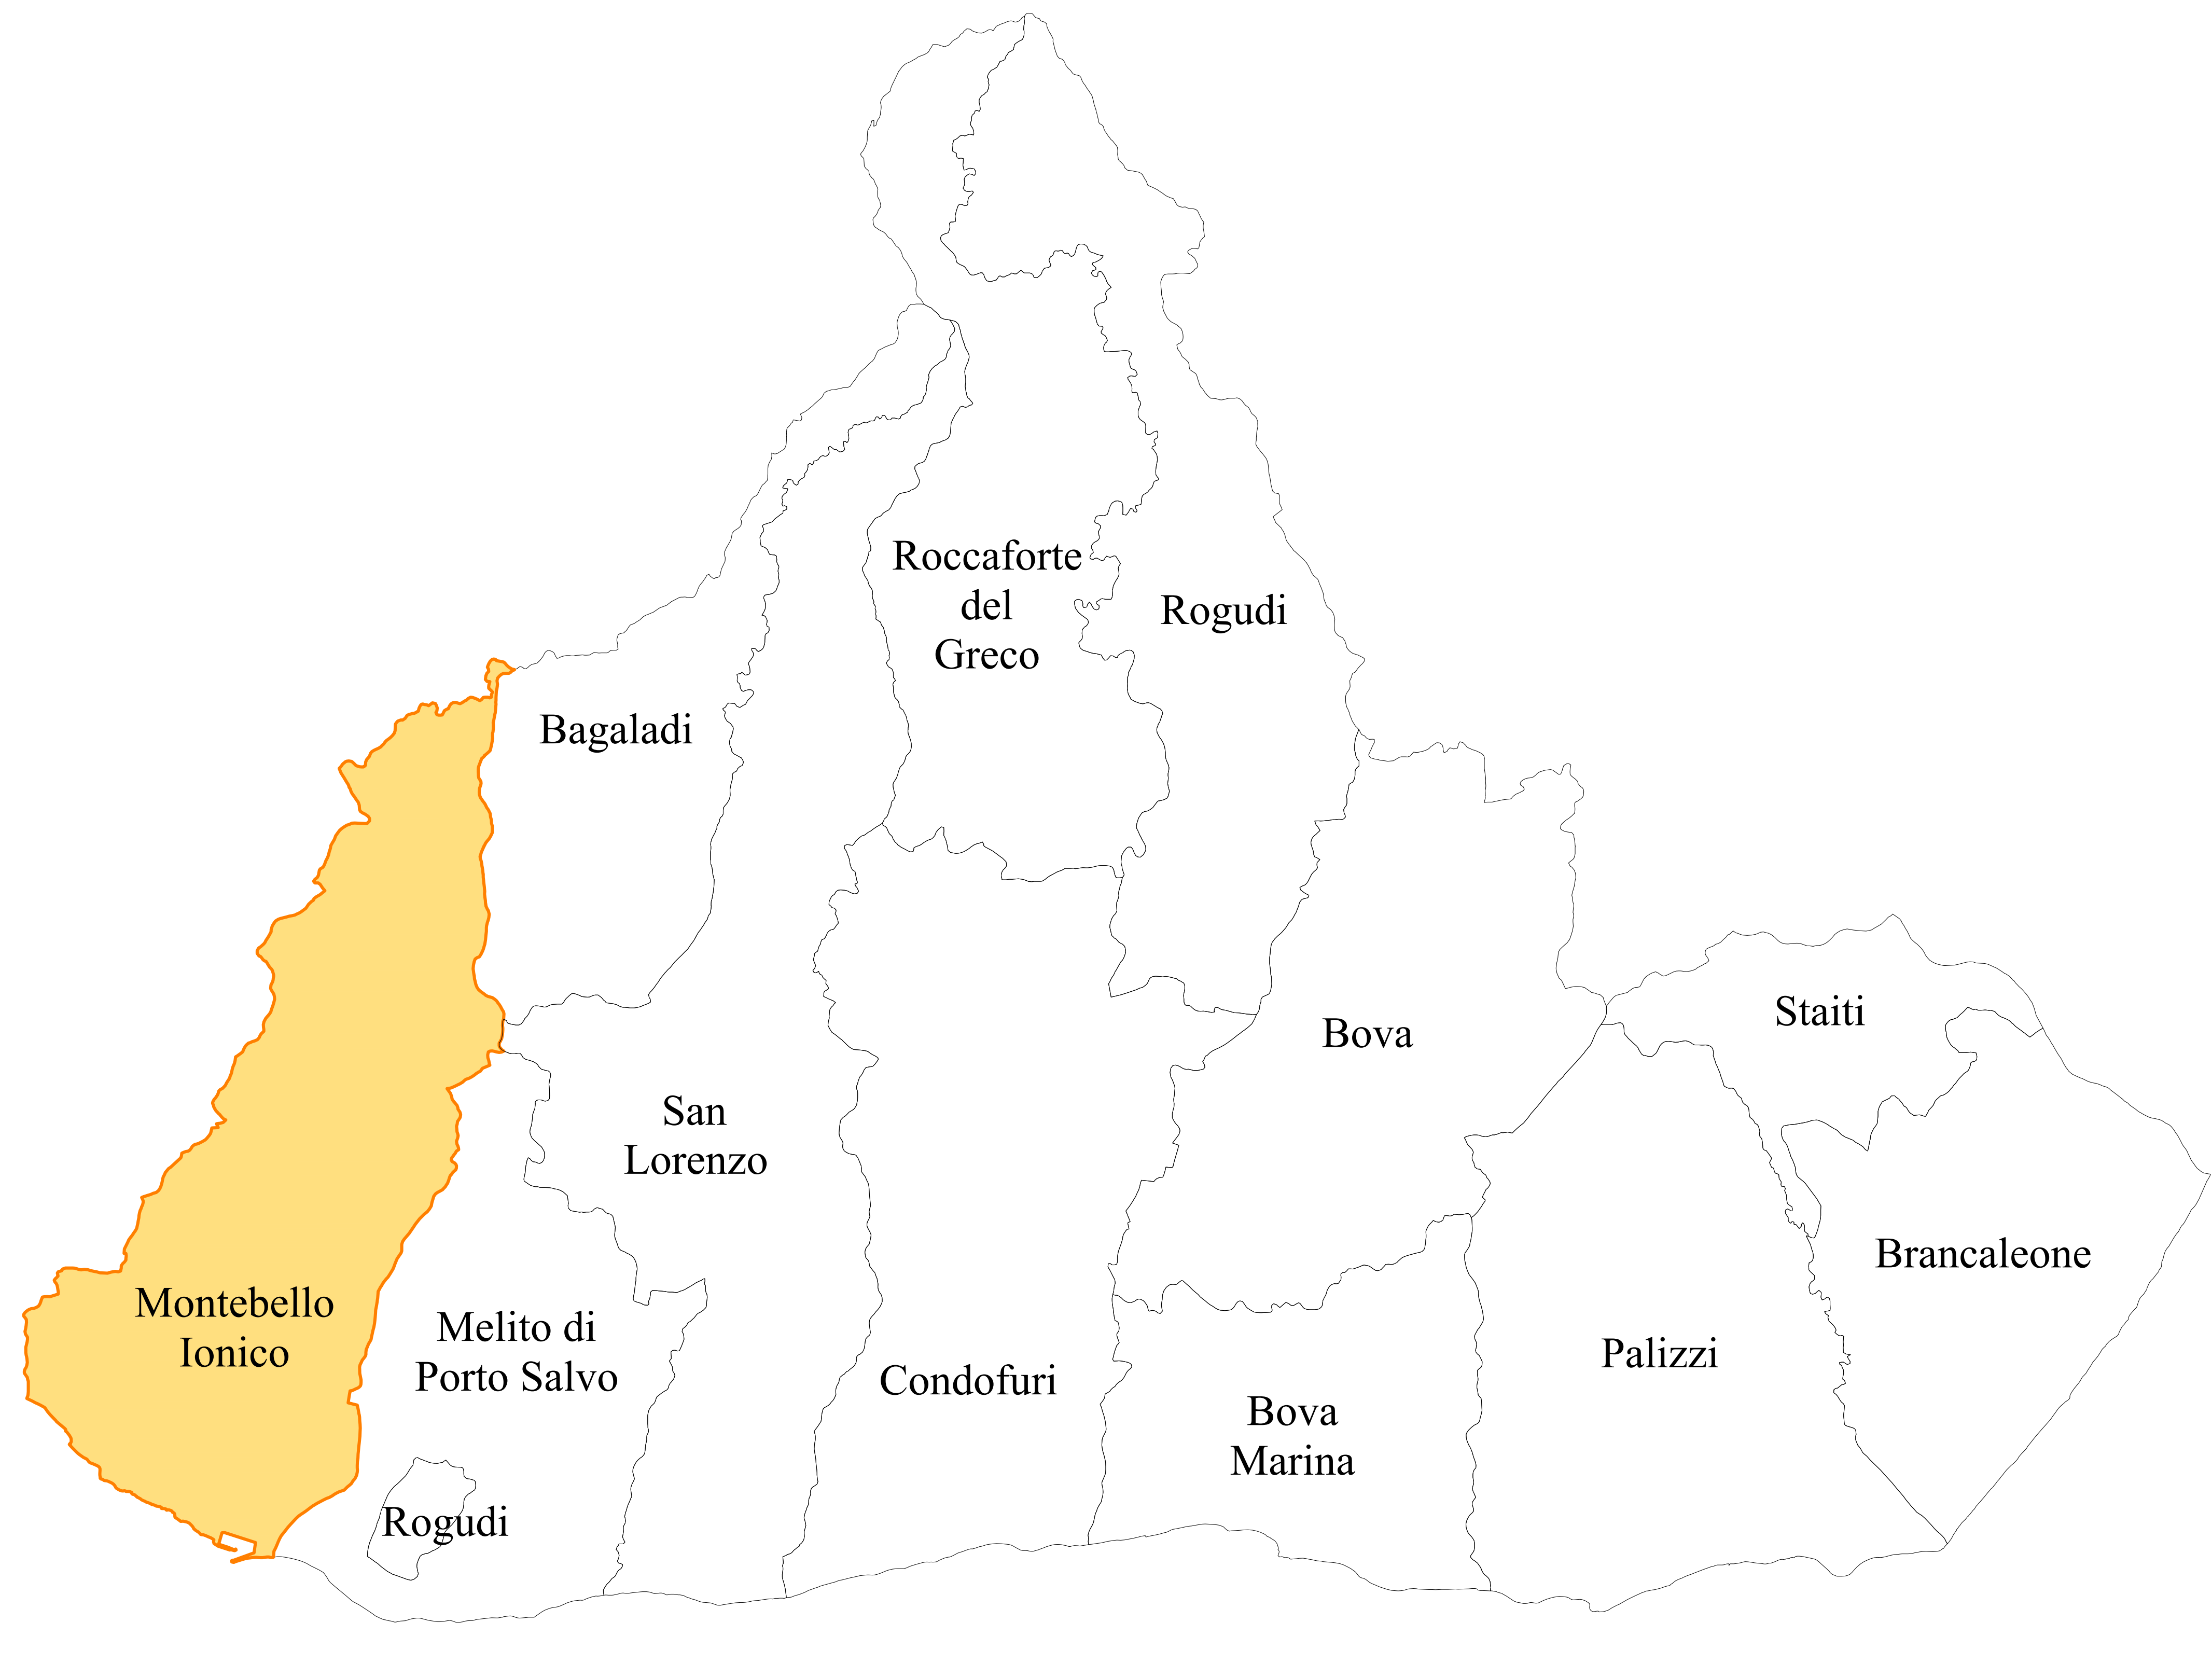 Roccaforte
del
Greco
Rogudi
Bagaladi
Staiti
Bova
San
Lorenzo
Brancaleone
Montebello
Ionico
Melito di
Porto Salvo
Palizzi
Condofuri
Bova
Marina
Rogudi